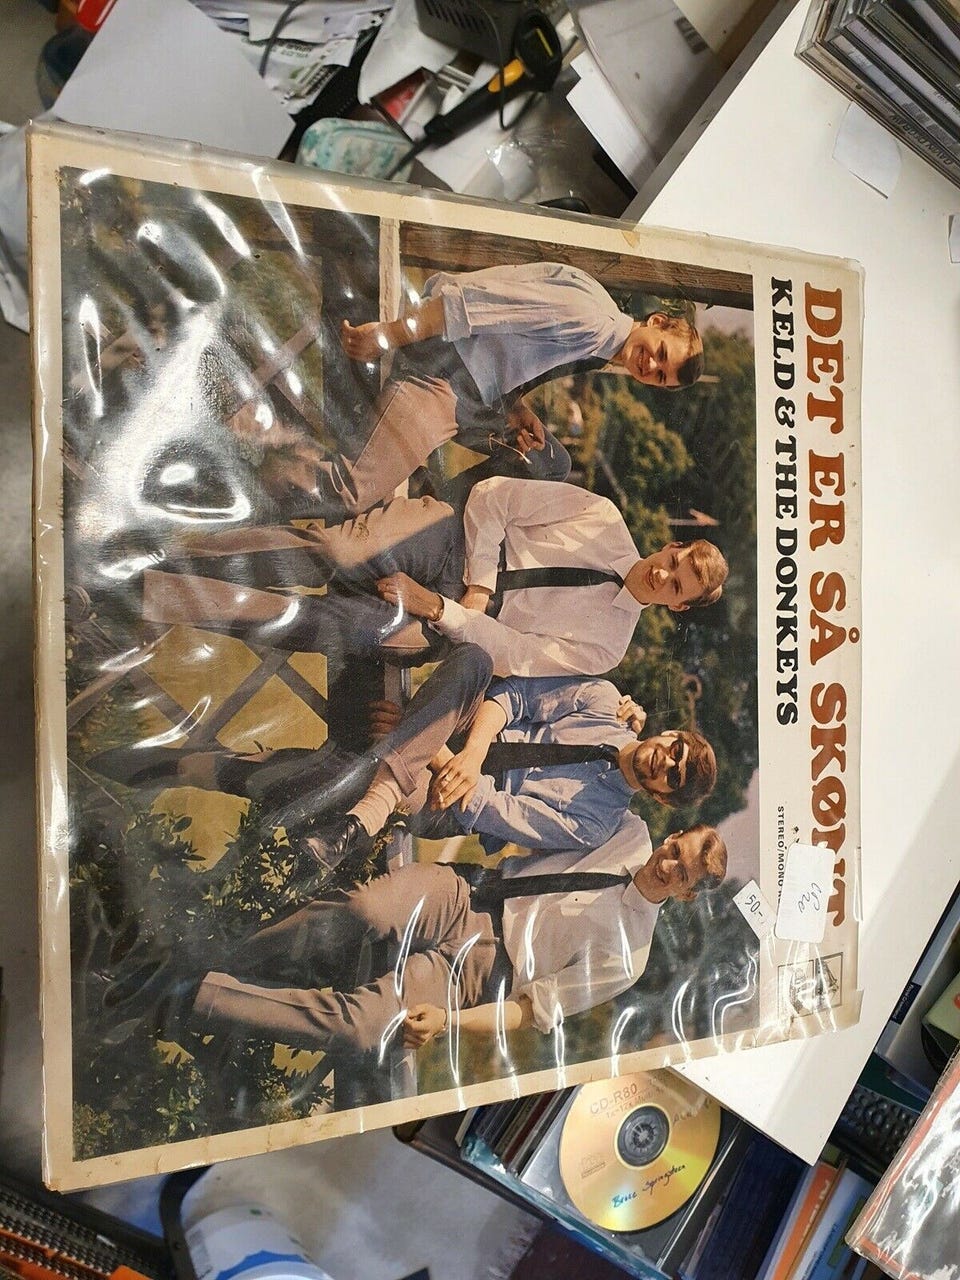 DET ER SÅ SKØNT
KELD & THE DONKEYS
STEREO/MONO
50-
CD-R80
Bruce Springsteen